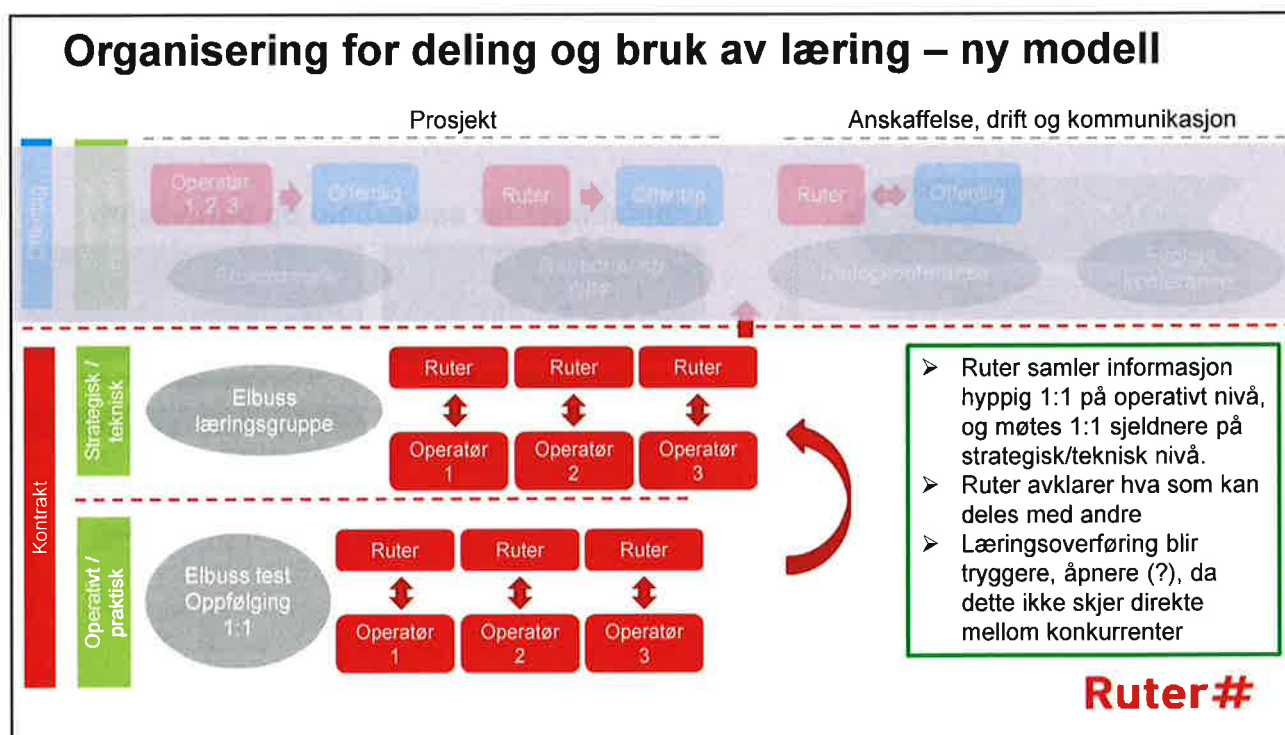 Organisering for deling og bruk av læring – ny modell
Prosjekt
Anskaffelse, drift og kommunikasjon
Offentlig
Operatør
1, 2, 3
Offentlig
Ruter
Offentlig
Ruter
Offentlig
Kontrakt
Strategisk /
teknisk
Elbuss
læringsgruppe
Ruter
Ruter
Ruter
Operatør
1
Operatør
2
Operatør
3
Operativt /
praktisk
Elbuss test
Oppfølging
1:1
Ruter
Ruter
Ruter
Operatør
1
Operatør
2
Operatør
3
➢ Ruter samler informasjon
hyppig 1:1 på operativt nivå,
og møtes 1:1 sjeldnere på
strategisk/teknisk nivå.
➢ Ruter avklarer hva som kan
deles med andre
➢ Læringsoverføring blir
tryggere, åpnere (?), da
dette ikke skjer direkte
mellom konkurrenter
Ruter#